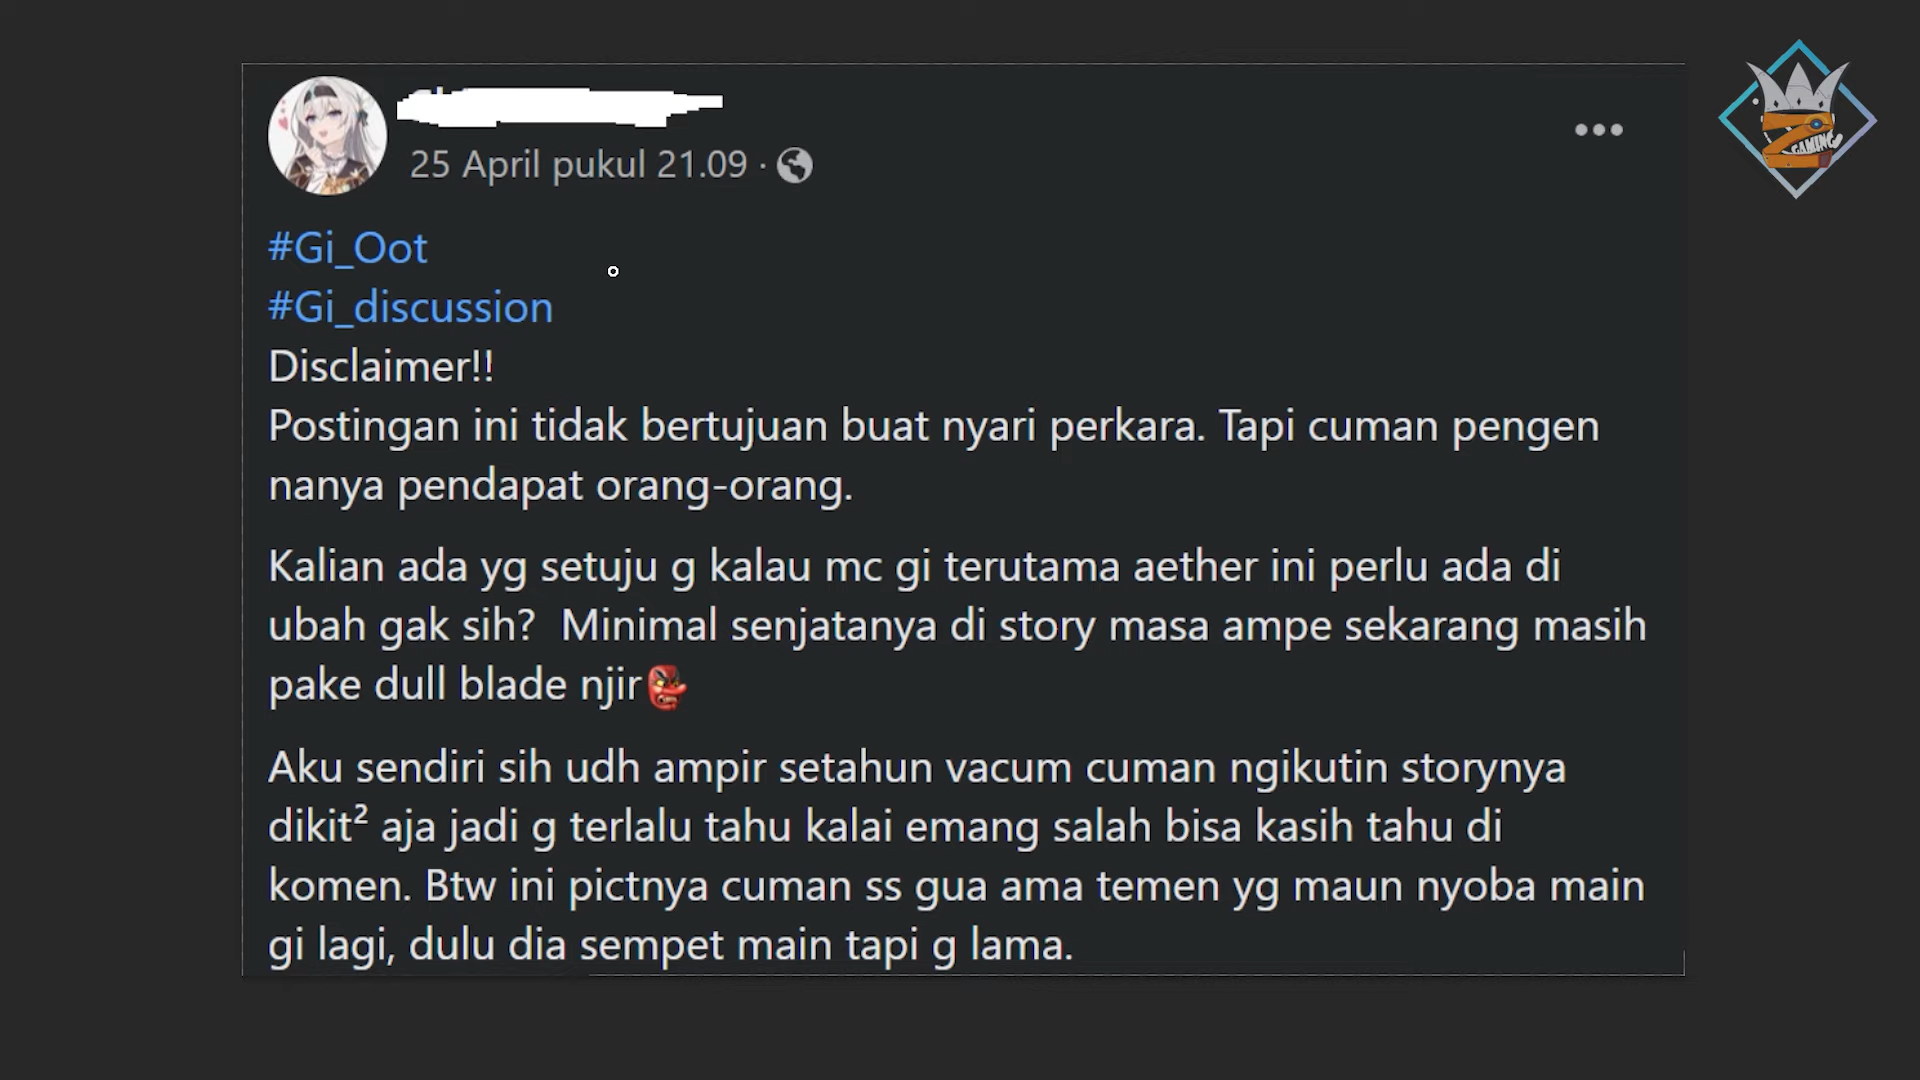 25 April pukul 21.09 ·
#Gi_Oot
#Gi_discussion
Disclaimer!!
Postingan ini tidak bertujuan buat nyari perkara. Tapi cuman pengen
nanya pendapat orang-orang.
Kalian ada yg setuju g kalau mc gi terutama aether ini perlu ada di
ubah gak sih?  Minimal senjatanya di story masa ampe sekarang masih
pake dull blade njir👺
Aku sendiri sih udh ampir setahun vacum cuman ngikutin storynya
dikit² aja jadi g terlalu tahu kalai emang salah bisa kasih tahu di
komen. Btw ini pictnya cuman ss gua ama temen yg maun nyoba main
gi lagi, dulu dia sempet main tapi g lama.
GAMING